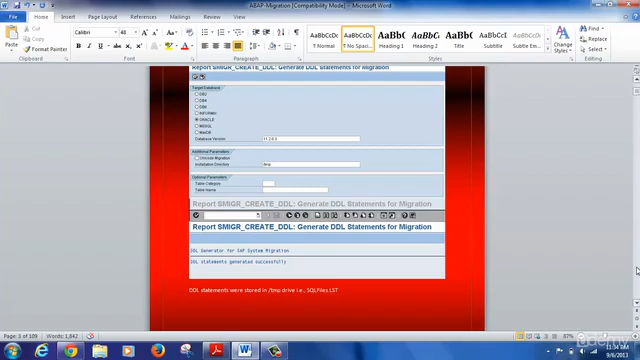 ABAP-Migration [Compatibility Mode] - Microsoft Word
File Home Insert Page Layout References Mailings Review View
Paste
Cut
Copy
Format Painter
Clipboard
Calibri 48
Font
Paragraph
AaBbCcDc AaBbCcDc AaBbC AaBbCc AaB AaBbCc.
¶ Normal ¶ No Spaci... Heading 1 Heading 2 Title Subtitle Subtle Em...
Styles
Change Styles
Find
Replace
Select
Editing
Report SMIGR_CREATE_DDL: Generate DDL Statements for Migration
Target Database
DB2
DB4
DB6
INFORMIX
ORACLE
MSSQL
MaxDB
Database Version
Additional Parameters
Unicode Migration
Installation Directory /tmp
Optional Parameters
Table Category
Table Name
Report SMIGR_CREATE_DDL: Generate DDL Statements for Migration
Report SMIGR_CREATE_DDL: Generate DDL Statements for Migration
DDL Generator for SAP System Migration
DDL statements generated successfully
DDL statements were stored in /tmp drive i.e., SQLFiles.LST
Page: 3 of 109 Words: 1,842
87%
udemy
11:34 AM
9/6/2013